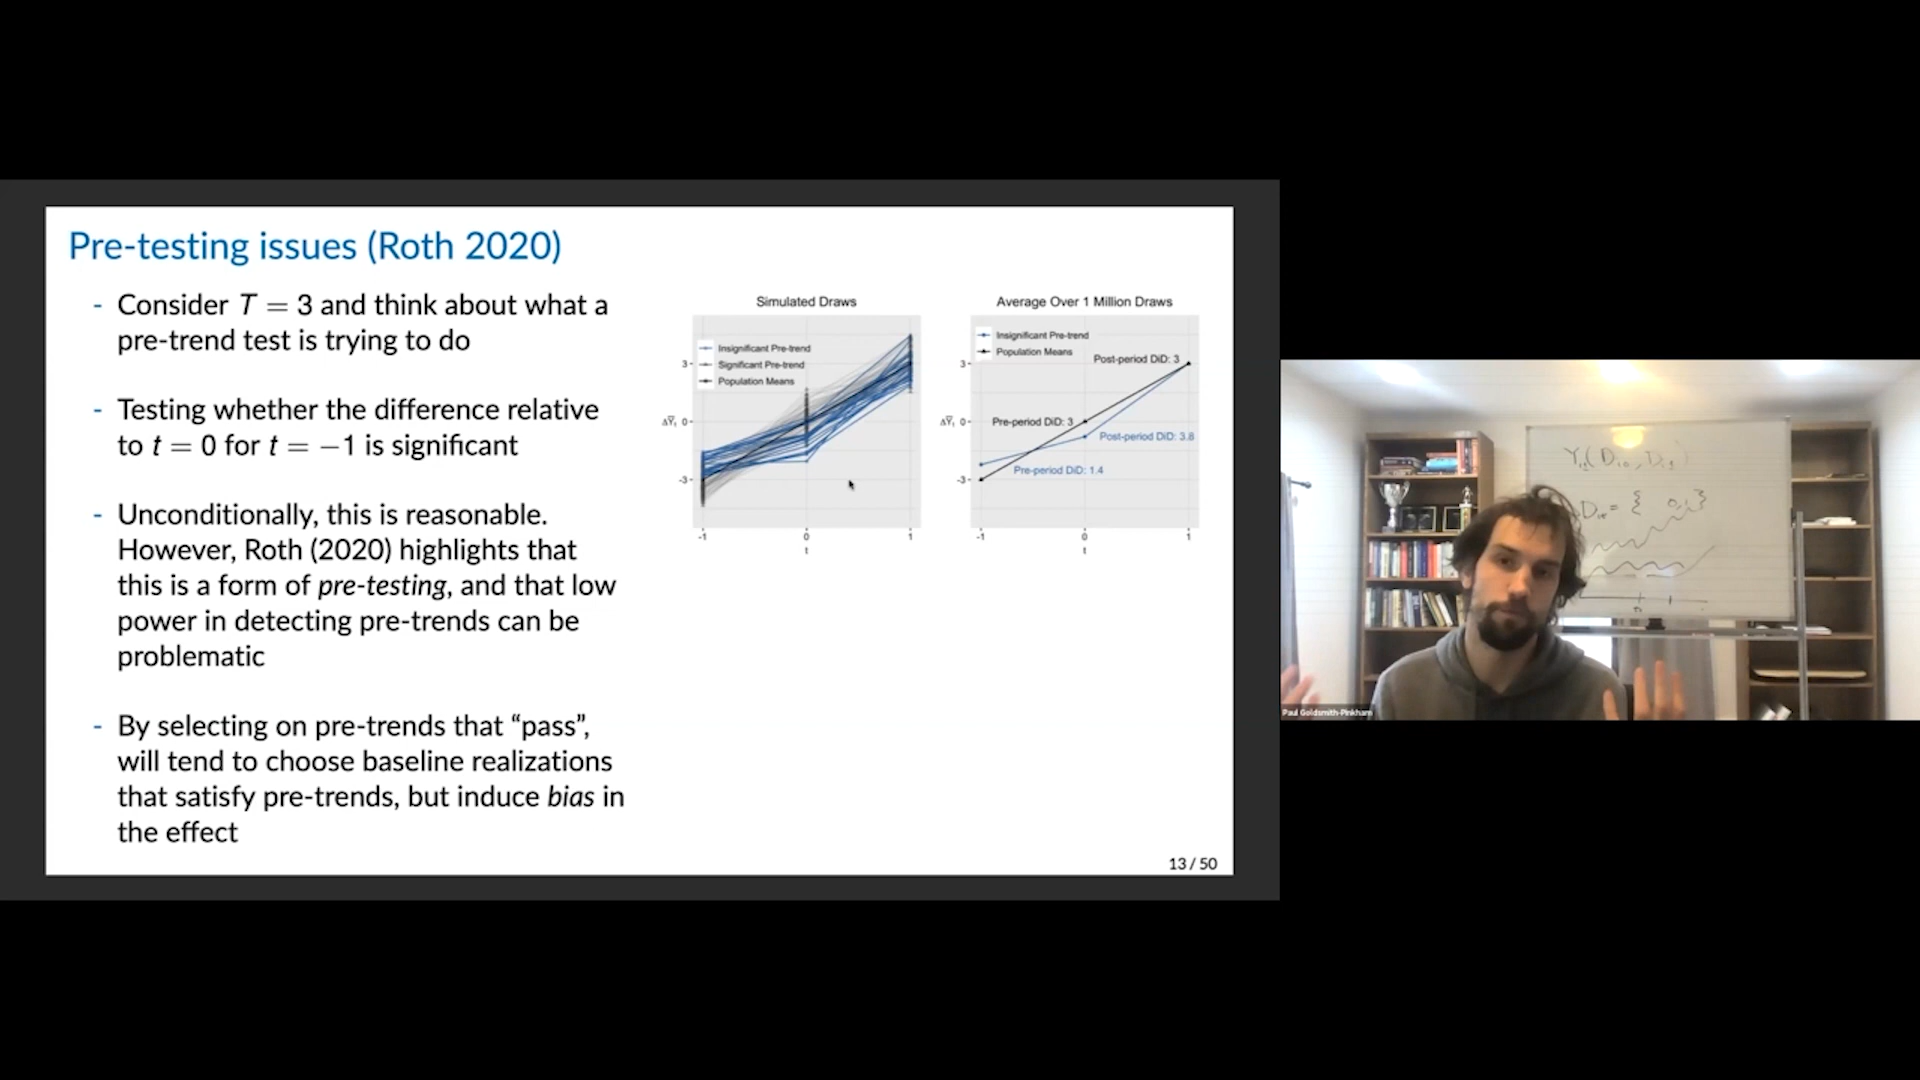 Pre-testing issues (Roth 2020)
- Consider T = 3 and think about what a
pre-trend test is trying to do
- Testing whether the difference relative
to t = 0 for t = −1 is significant
- Unconditionally, this is reasonable.
However, Roth (2020) highlights that
this is a form of pre-testing, and that low
power in detecting pre-trends can be
problematic
- By selecting on pre-trends that “pass”,
will tend to choose baseline realizations
that satisfy pre-trends, but induce bias in
the effect
Simulated Draws
Insignificant Pre-trend
Significant Pre-trend
Population Means
3
ΔȲt 0
-3
-1 0 1
t
Average Over 1 Million Draws
Insignificant Pre-trend
Population Means
Post-period DiD: 3
3
ΔȲt 0
Pre-period DiD: 3
Post-period DiD: 3.8
Pre-period DiD: 1.4
-3
-1 0 1
t
13 / 50
Paul Goldsmith-Pinkham